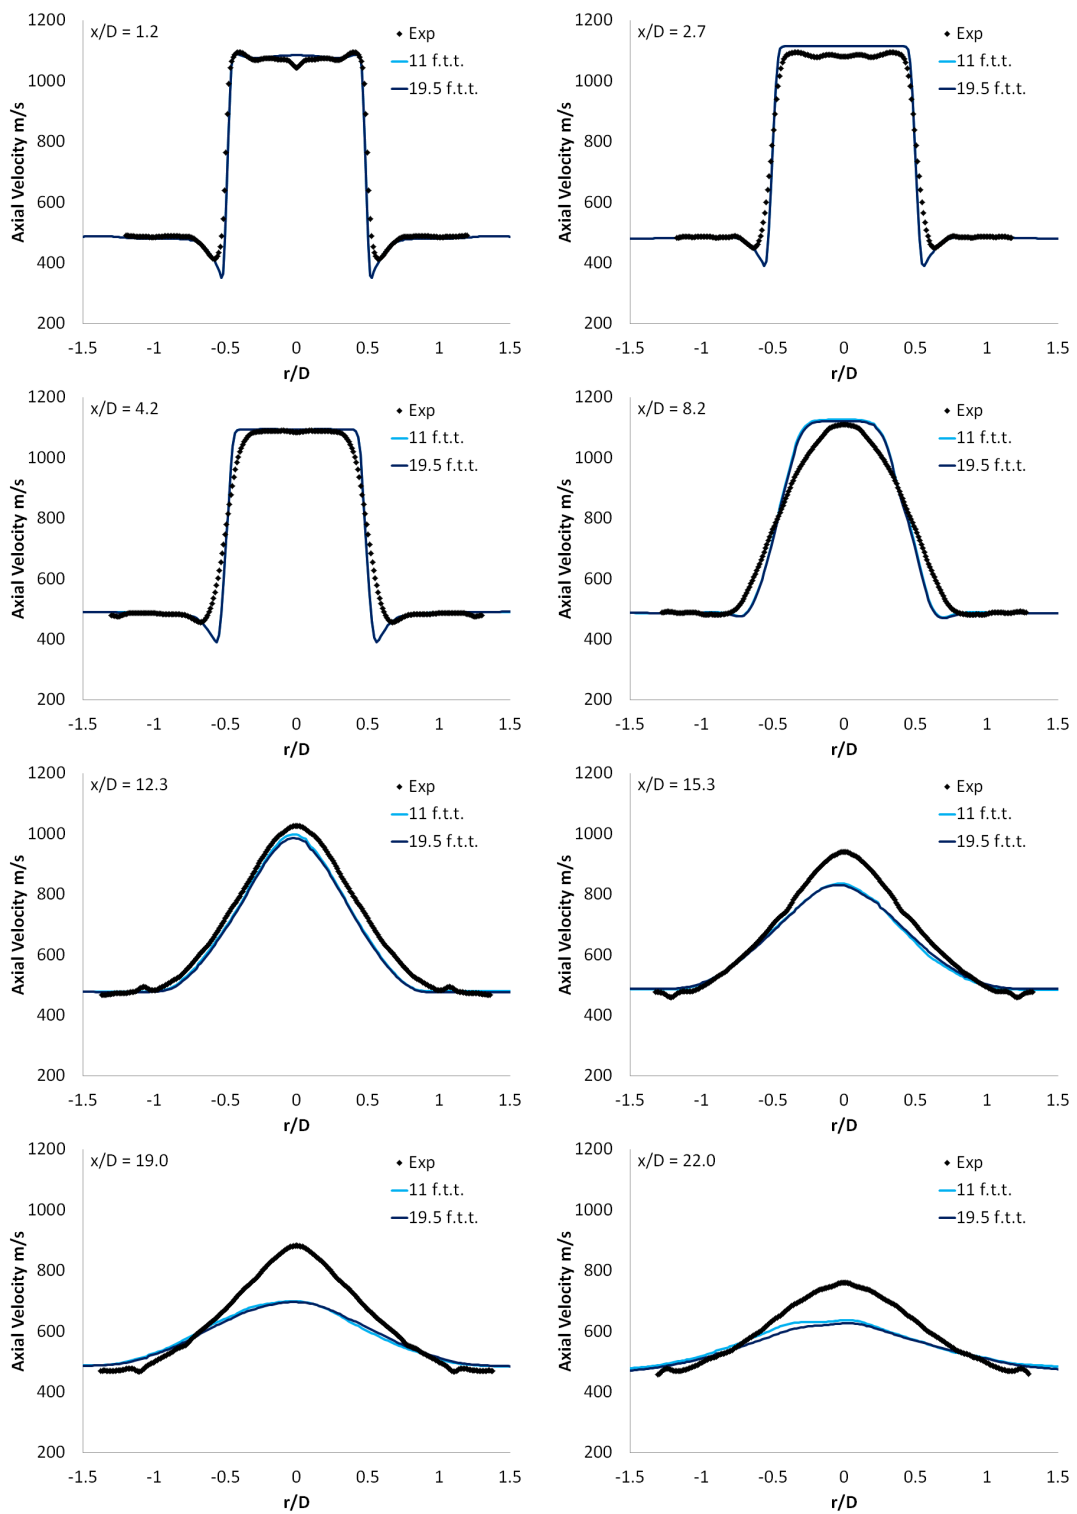 x/D = 1.2
Exp
11 f.t.t.
19.5 f.t.t.
Axial Velocity m/s
1200
1000
800
600
400
200
-1.5 -1 -0.5 0 0.5 1 1.5
r/D
x/D = 2.7
Exp
11 f.t.t.
19.5 f.t.t.
Axial Velocity m/s
1200
1000
800
600
400
200
-1.5 -1 -0.5 0 0.5 1 1.5
r/D
x/D = 4.2
Exp
11 f.t.t.
19.5 f.t.t.
Axial Velocity m/s
1200
1000
800
600
400
200
-1.5 -1 -0.5 0 0.5 1 1.5
r/D
x/D = 8.2
Exp
11 f.t.t.
19.5 f.t.t.
Axial Velocity m/s
1200
1000
800
600
400
200
-1.5 -1 -0.5 0 0.5 1 1.5
r/D
x/D = 12.3
Exp
11 f.t.t.
19.5 f.t.t.
Axial Velocity m/s
1200
1000
800
600
400
200
-1.5 -1 -0.5 0 0.5 1 1.5
r/D
x/D = 15.3
Exp
11 f.t.t.
19.5 f.t.t.
Axial Velocity m/s
1200
1000
800
600
400
200
-1.5 -1 -0.5 0 0.5 1 1.5
r/D
x/D = 19.0
Exp
11 f.t.t.
19.5 f.t.t.
Axial Velocity m/s
1200
1000
800
600
400
200
-1.5 -1 -0.5 0 0.5 1 1.5
r/D
x/D = 22.0
Exp
11 f.t.t.
19.5 f.t.t.
Axial Velocity m/s
1200
1000
800
600
400
200
-1.5 -1 -0.5 0 0.5 1 1.5
r/D